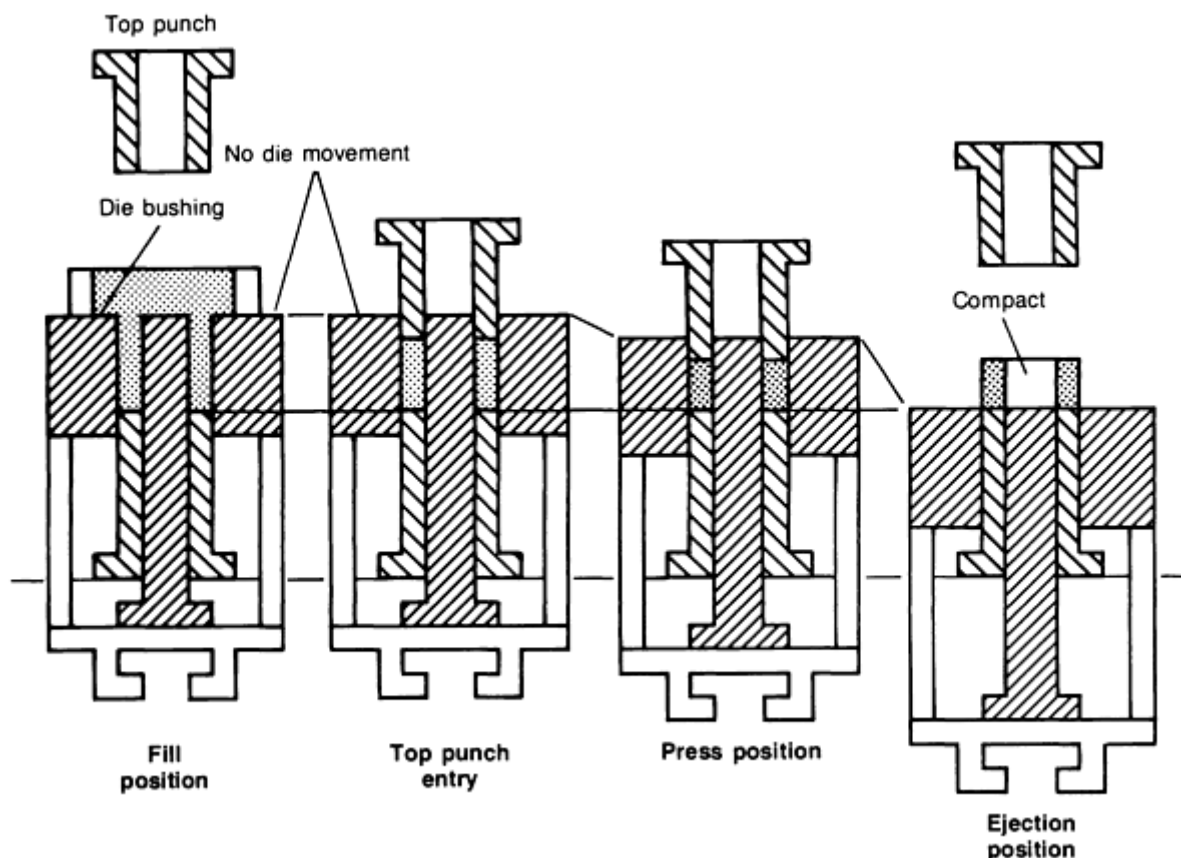 Top punch
No die movement
Die bushing
Compact
Fill
position
Top punch
entry
Press position
Ejection
position